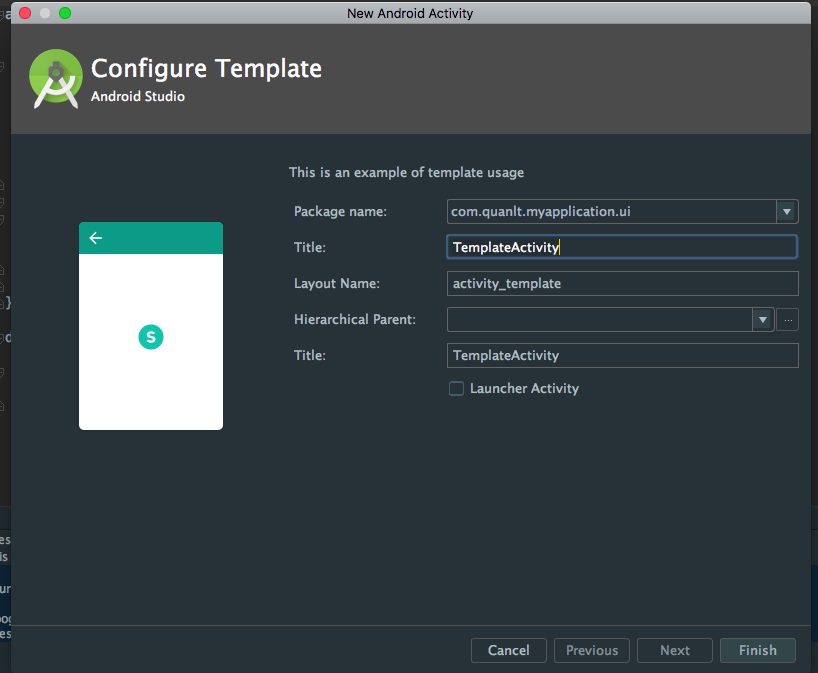 New Android Activity
Configure Template
Android Studio
This is an example of template usage
Package name: com.quanlt.myapplication.ui
Title: TemplateActivity
Layout Name: activity_template
Hierarchical Parent: ...
Title: TemplateActivity
Launcher Activity
S
Cancel Previous Next Finish